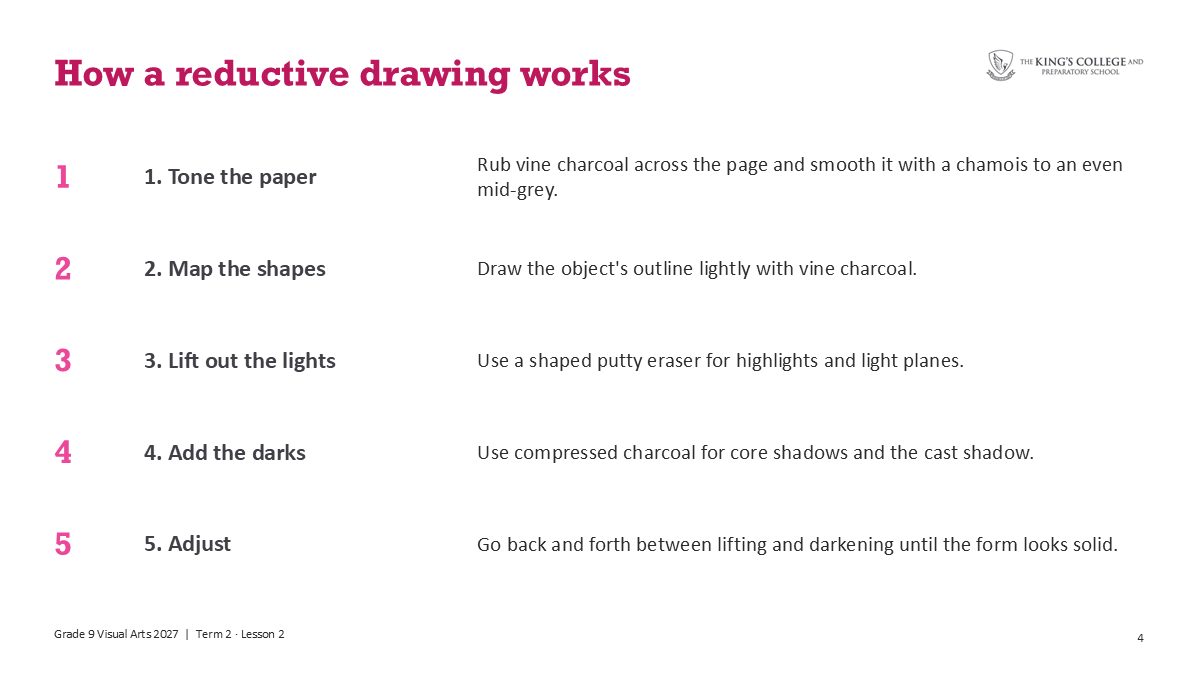 How a reductive drawing works
THE KING'S COLLEGE AND
PREPARATORY SCHOOL
1
1. Tone the paper
Rub vine charcoal across the page and smooth it with a chamois to an even
mid-grey.
2
2. Map the shapes
Draw the object's outline lightly with vine charcoal.
3
3. Lift out the lights
Use a shaped putty eraser for highlights and light planes.
4
4. Add the darks
Use compressed charcoal for core shadows and the cast shadow.
5
5. Adjust
Go back and forth between lifting and darkening until the form looks solid.
Grade 9 Visual Arts 2027 | Term 2 · Lesson 2
4